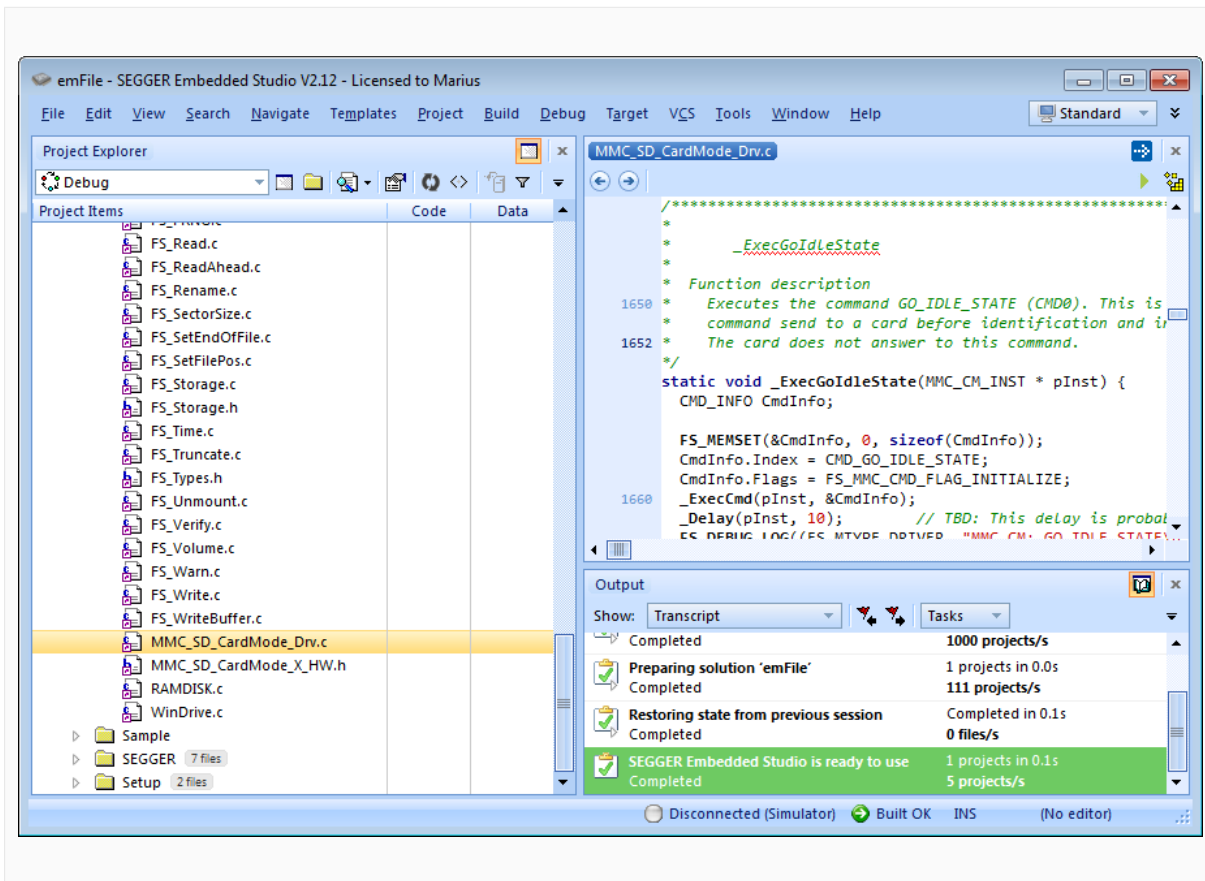 emFile - SEGGER Embedded Studio V2.12 - Licensed to Marius
File Edit View Search Navigate Templates Project Build Debug Target VCS Tools Window Help Standard
Project Explorer
Debug
Project Items Code Data
FS_Read.c
FS_ReadAhead.c
FS_Rename.c
FS_SectorSize.c
FS_SetEndOfFile.c
FS_SetFilePos.c
FS_Storage.c
FS_Storage.h
FS_Time.c
FS_Truncate.c
FS_Types.h
FS_Unmount.c
FS_Verify.c
FS_Volume.c
FS_Warn.c
FS_Write.c
FS_WriteBuffer.c
MMC_SD_CardMode_Drv.c
MMC_SD_CardMode_X_HW.h
RAMDISK.c
WinDrive.c
Sample
SEGGER 7 files
Setup 2 files
MMC_SD_CardMode_Drv.c
/*******************************************************
*
* _ExecGoIdleState
*
* Function description
1650 * Executes the command GO_IDLE_STATE (CMD0). This is
* command send to a card before identification and
1652 * The card does not answer to this command.
*/
static void _ExecGoIdleState(MMC_CM_INST * pInst) {
CMD_INFO CmdInfo;
FS_MEMSET(&CmdInfo, 0, sizeof(CmdInfo));
CmdInfo.Index = CMD_GO_IDLE_STATE;
CmdInfo.Flags = FS_MMC_CMD_FLAG_INITIALIZE;
1660 _ExecCmd(pInst, &CmdInfo);
_Delay(pInst, 10); // TBD: This delay is
FS_DEBUG_LOG((FS_MTYPE_DRIVER, "MMC_CM: GO_IDLE_STATE
Output
Show: Transcript Tasks
Completed 1000 projects/s
Preparing solution ‘emFile’ 1 projects in 0.0s
Completed 111 projects/s
Restoring state from previous session Completed in 0.1s
Completed 0 files/s
SEGGER Embedded Studio is ready to use 1 projects in 0.1s
Completed 5 projects/s
Disconnected (Simulator) Built OK INS (No editor)